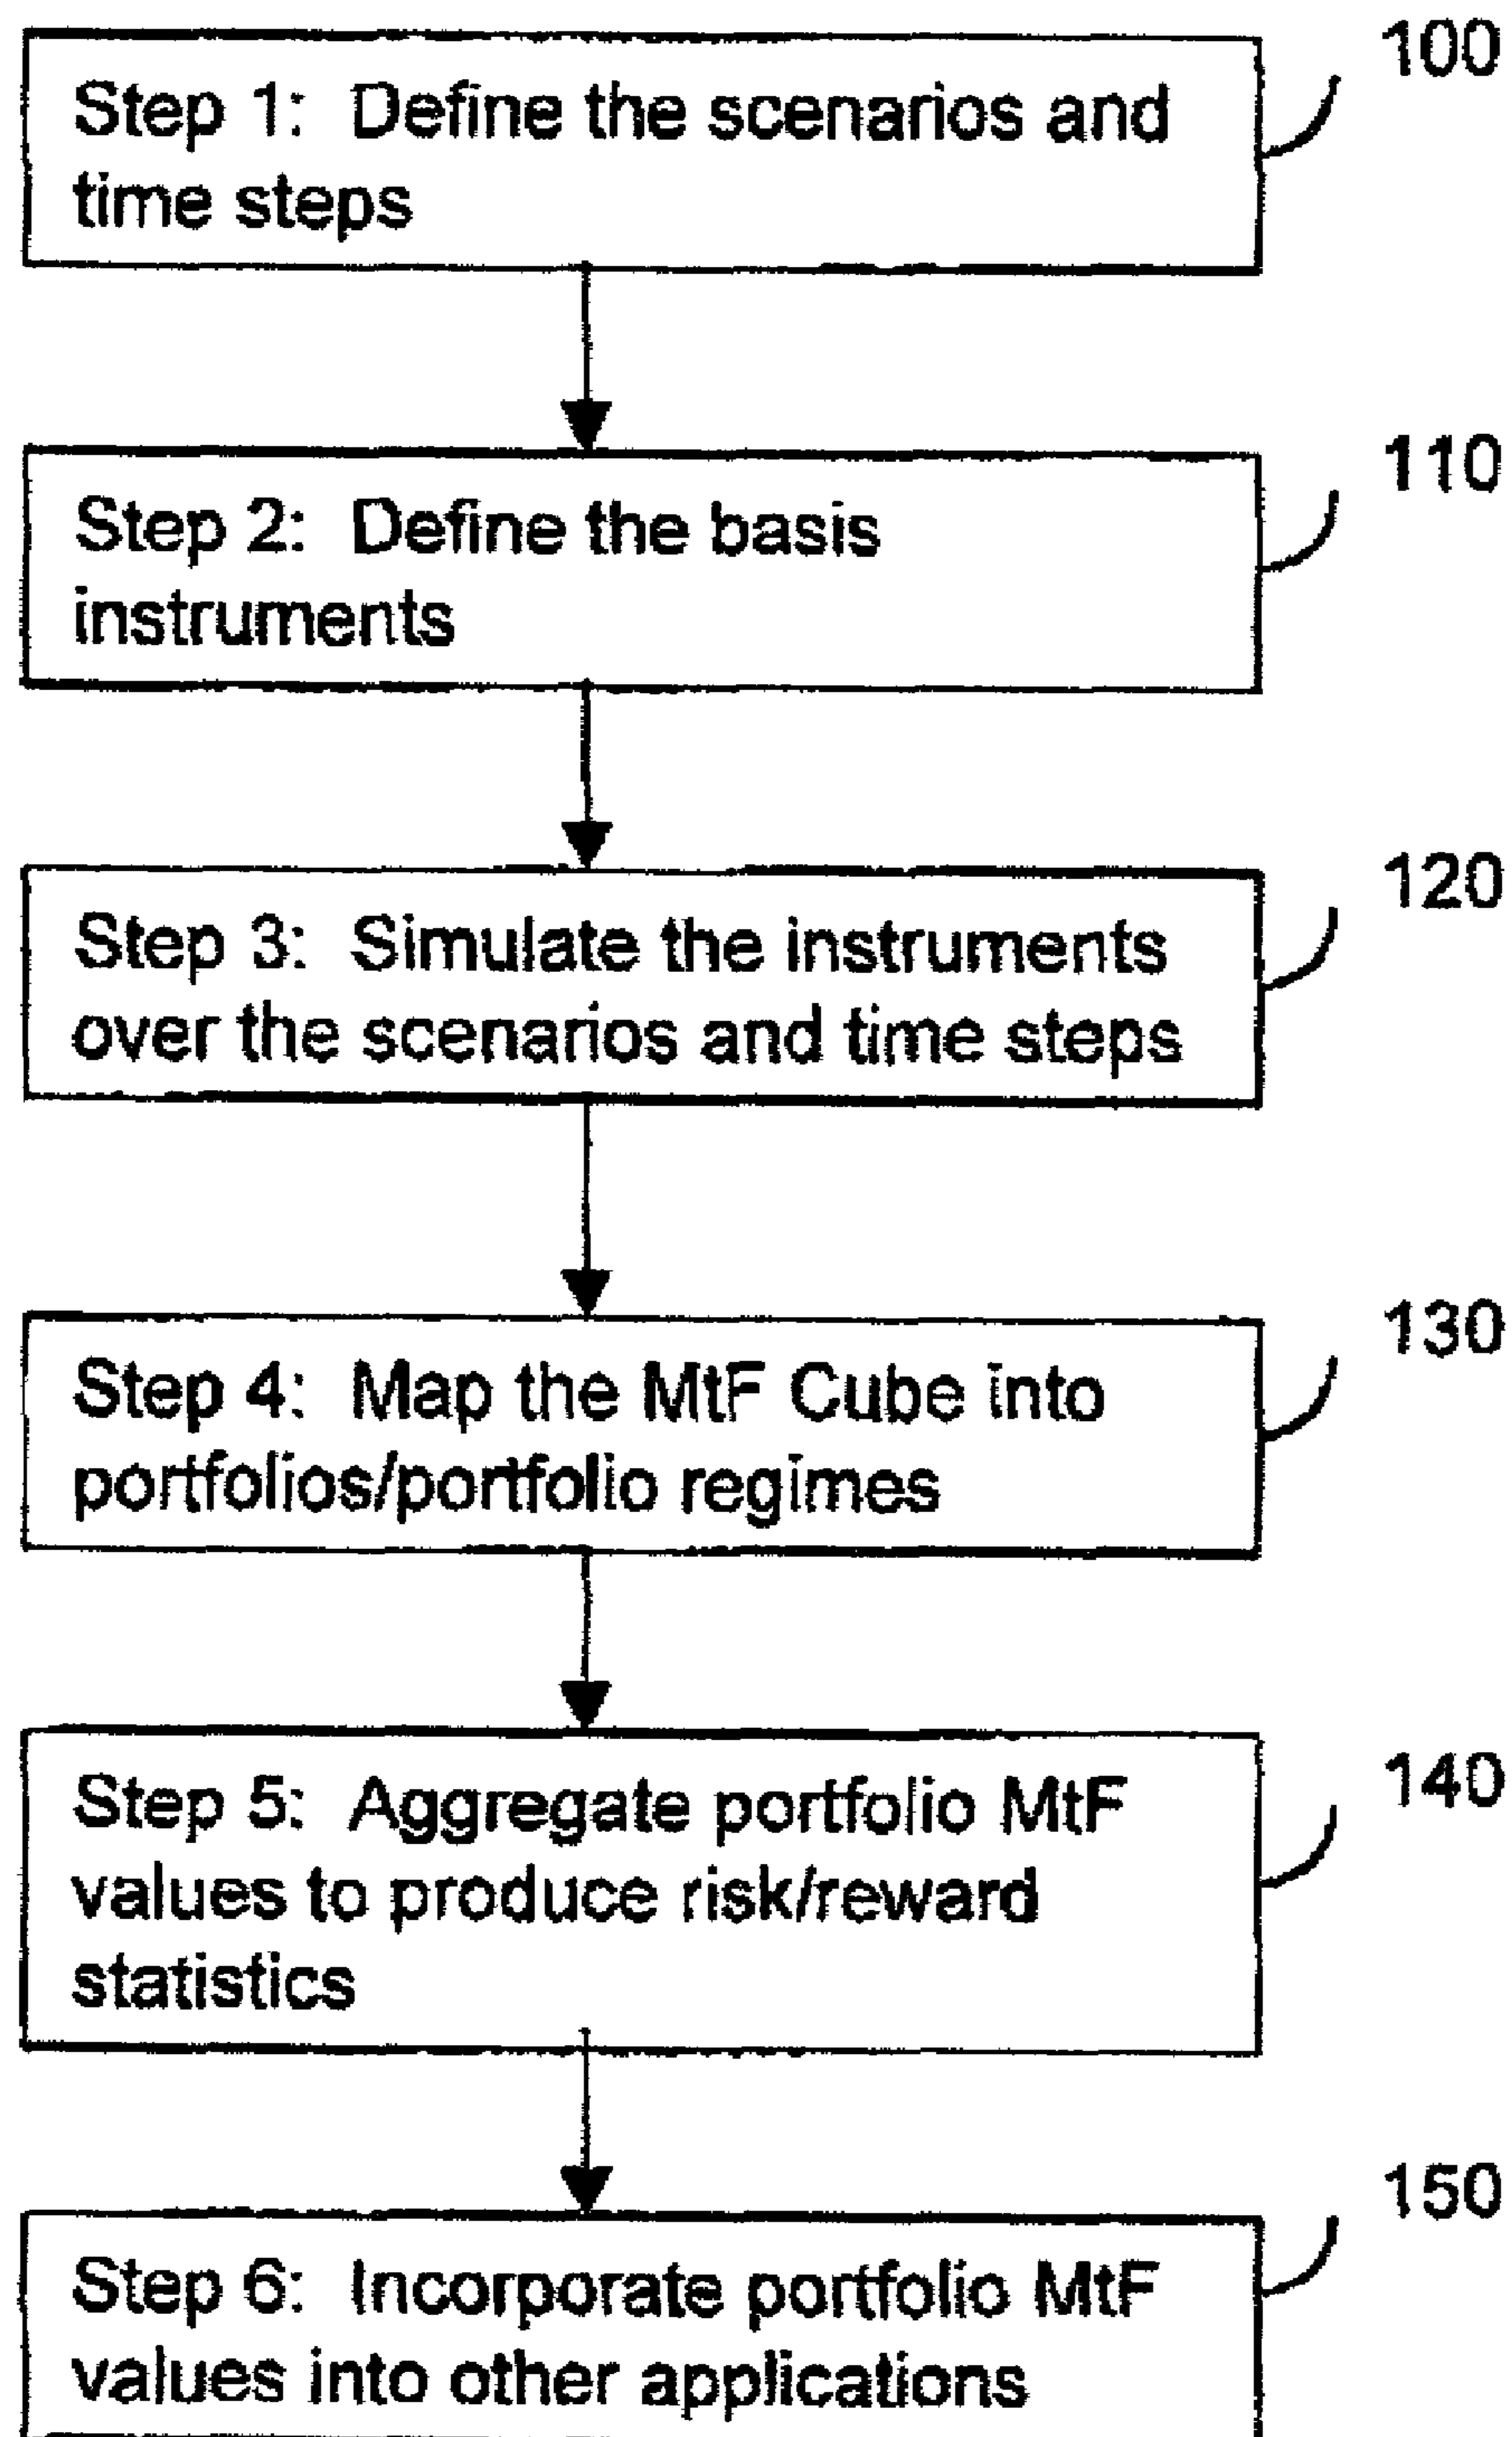 100
Step 1: Define the scenarios and
time steps
110
Step 2: Define the basis
instruments
120
Step 3: Simulate the instruments
over the scenarios and time steps
130
Step 4: Map the MtF Cube into
portfolios/portfolio regimes
140
Step 5: Aggregate portfolio MtF
values to produce risk/reward
statistics
150
Step 6: Incorporate portfolio MtF
values into other applications